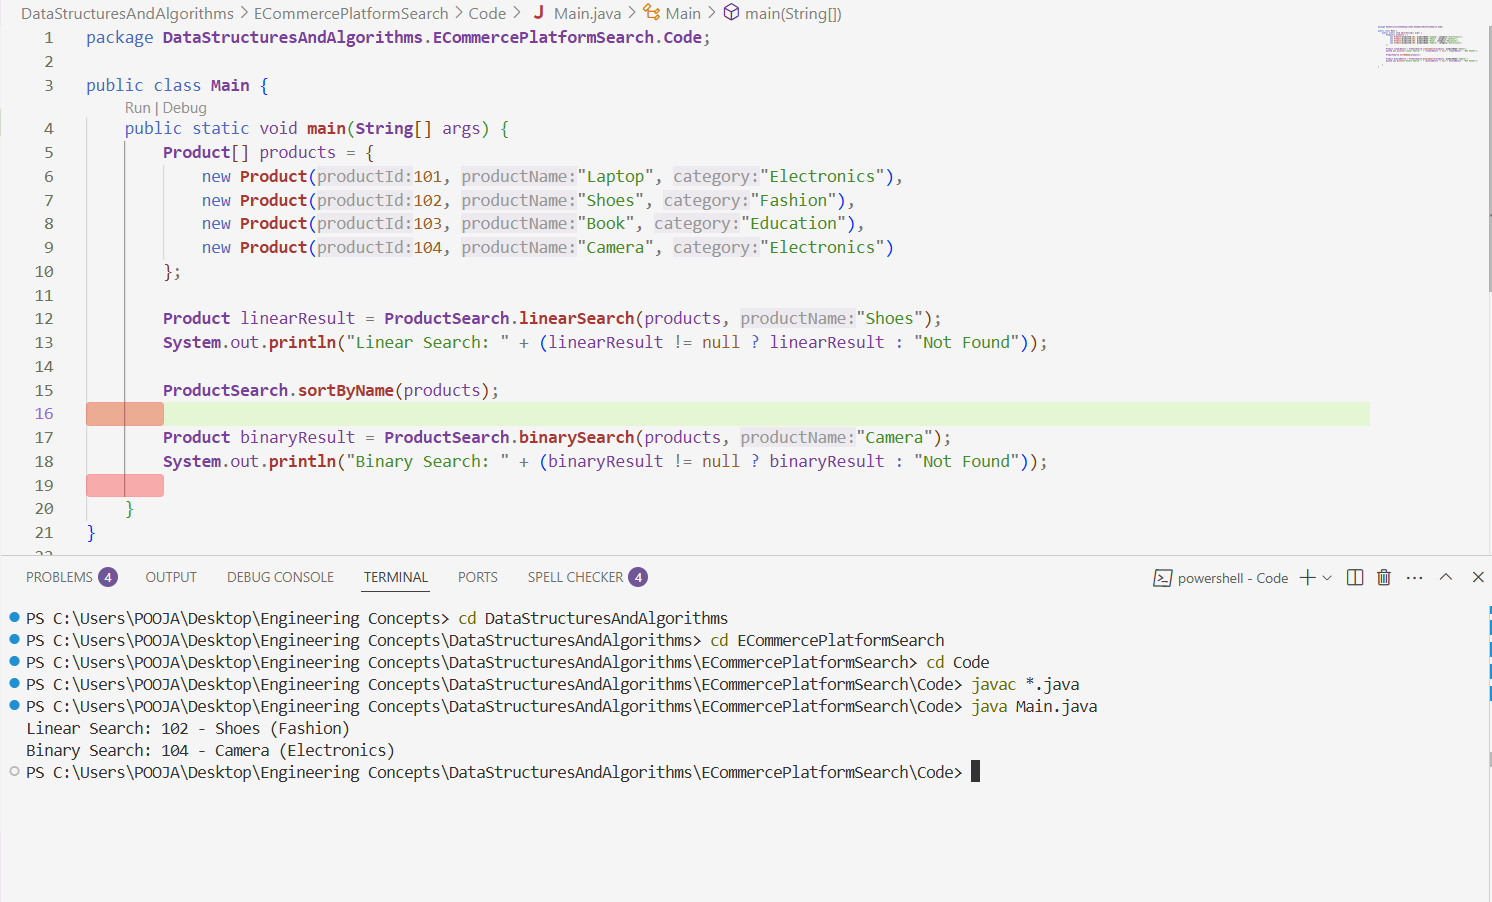 DataStructuresAndAlgorithms > ECommercePlatformSearch > Code > J Main.java > Main > main(String[])
1 package DataStructuresAndAlgorithms.ECommercePlatformSearch.Code;
2
3 public class Main {
Run | Debug
4 public static void main(String[] args) {
5 Product[] products = {
6 new Product(productId:101, productName:"Laptop", category:"Electronics"),
7 new Product(productId:102, productName:"Shoes", category:"Fashion"),
8 new Product(productId:103, productName:"Book", category:"Education"),
9 new Product(productId:104, productName:"Camera", category:"Electronics")
10 };
11
12 Product linearResult = ProductSearch.linearSearch(products, productName:"Shoes");
13 System.out.println("Linear Search: " + (linearResult != null ? linearResult : "Not Found"));
14
15 ProductSearch.sortByName(products);
16
17 Product binaryResult = ProductSearch.binarySearch(products, productName:"Camera");
18 System.out.println("Binary Search: " + (binaryResult != null ? binaryResult : "Not Found"));
19
20 }
21 }
PROBLEMS 4 OUTPUT DEBUG CONSOLE TERMINAL PORTS SPELL CHECKER 4 powershell - Code
PS C:\Users\POOJA\Desktop\Engineering Concepts> cd DataStructuresAndAlgorithms
PS C:\Users\POOJA\Desktop\Engineering Concepts\DataStructuresAndAlgorithms> cd ECommercePlatformSearch
PS C:\Users\POOJA\Desktop\Engineering Concepts\DataStructuresAndAlgorithms\ECommercePlatformSearch> cd Code
PS C:\Users\POOJA\Desktop\Engineering Concepts\DataStructuresAndAlgorithms\ECommercePlatformSearch\Code> javac *.java
PS C:\Users\POOJA\Desktop\Engineering Concepts\DataStructuresAndAlgorithms\ECommercePlatformSearch\Code> java Main.java
Linear Search: 102 - Shoes (Fashion)
Binary Search: 104 - Camera (Electronics)
PS C:\Users\POOJA\Desktop\Engineering Concepts\DataStructuresAndAlgorithms\ECommercePlatformSearch\Code>